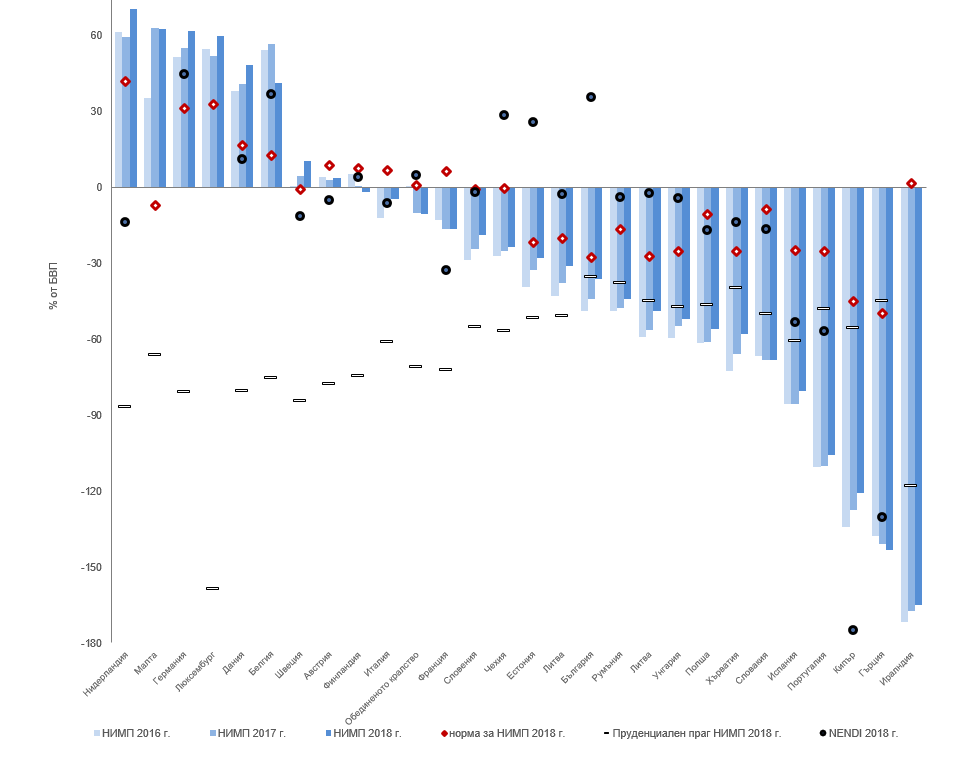 60
30
0
-30
-60
-90
-120
-150
-180
% от БВП
Нидерландия
Малта
Германия
Люксембург
Дания
Белгия
Швеция
Австрия
Финландия
Италия
Обединеното кралство
Франция
Словения
Чехия
Естония
Литва
България
Румъния
Литва
Унгария
Полша
Хърватия
Словакия
Испания
Португалия
Кипър
Гърция
Ирландия
НИМП 2016 г. НИМП 2017 г. НИМП 2018 г. норма за НИМП 2018 г. Пруденциален праг НИМП 2018 г. NENDI 2018 г.